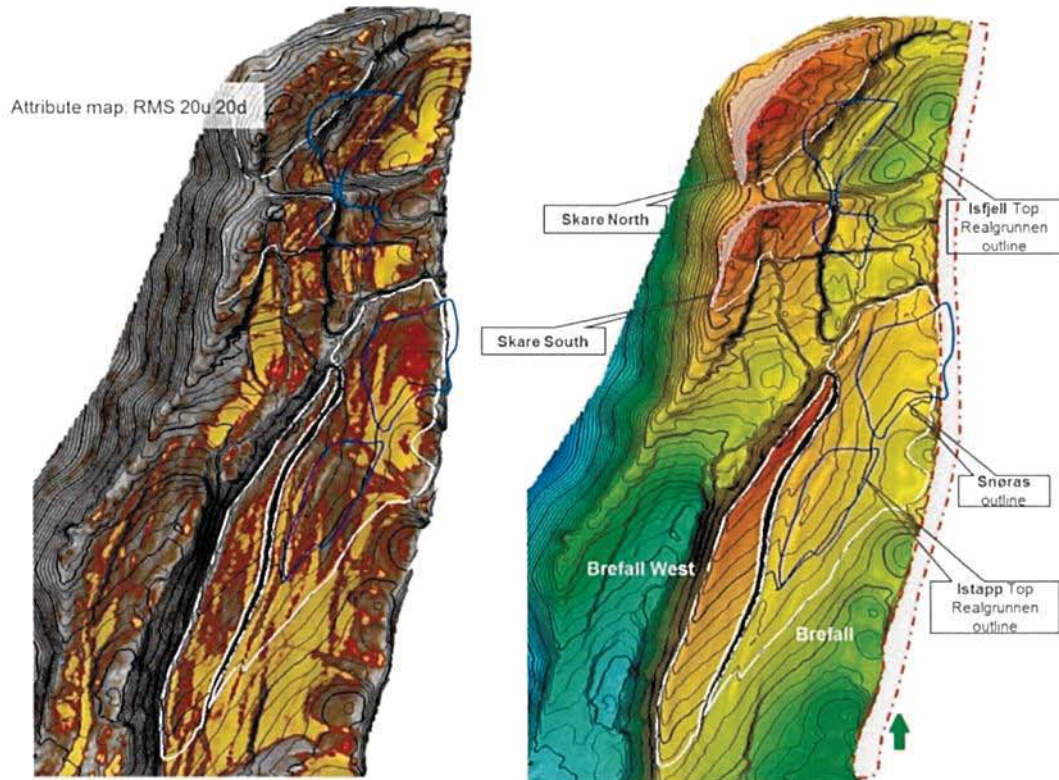 Attribute map: RMS 20u 20d
Skare North
Isfjell Top
Realgrunnen
outline
Skare South
Snøras
outline
Brefall West
Istapp Top
Realgrunnen
outline
Brefall